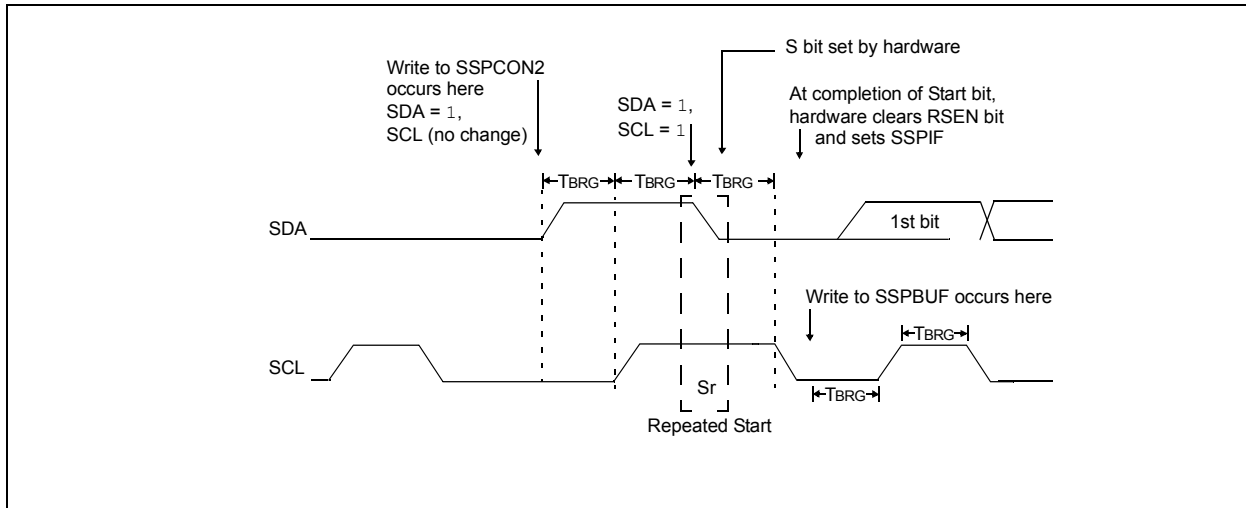 S bit set by hardware
Write to SSPCON2
occurs here
SDA = 1,
SCL (no change)
SDA = 1,
SCL = 1
At completion of Start bit,
hardware clears RSEN bit
and sets SSPIF
TBRG TBRG TBRG
SDA
1st bit
Write to SSPBUF occurs here
TBRG
SCL
Sr
TBRG
Repeated Start